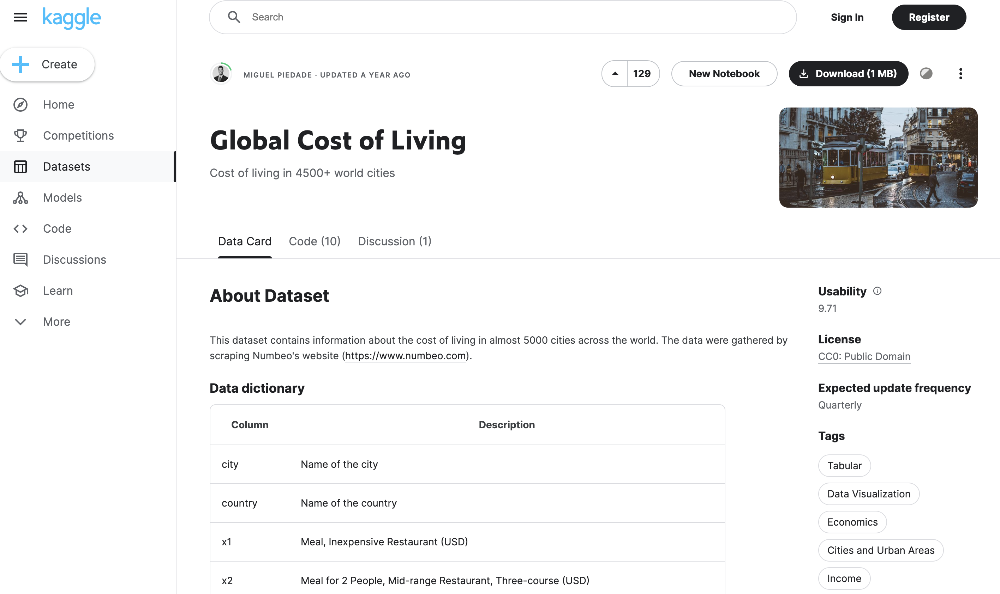 kaggle
Search
Sign In
Register
Create
Home
Competitions
Datasets
Models
Code
Discussions
Learn
More
MIGUEL PIEDADE · UPDATED A YEAR AGO
129
New Notebook
Download (1 MB)
Global Cost of Living
Cost of living in 4500+ world cities
Data Card
Code (10)
Discussion (1)
About Dataset
This dataset contains information about the cost of living in almost 5000 cities across the world. The data were gathered by
scraping Numbeo's website (https://www.numbeo.com).
Data dictionary
Column Description
city Name of the city
country Name of the country
x1 Meal, Inexpensive Restaurant (USD)
x2 Meal for 2 People, Mid-range Restaurant, Three-course (USD)
Usability
9.71
License
CC0: Public Domain
Expected update frequency
Quarterly
Tags
Tabular
Data Visualization
Economics
Cities and Urban Areas
Income